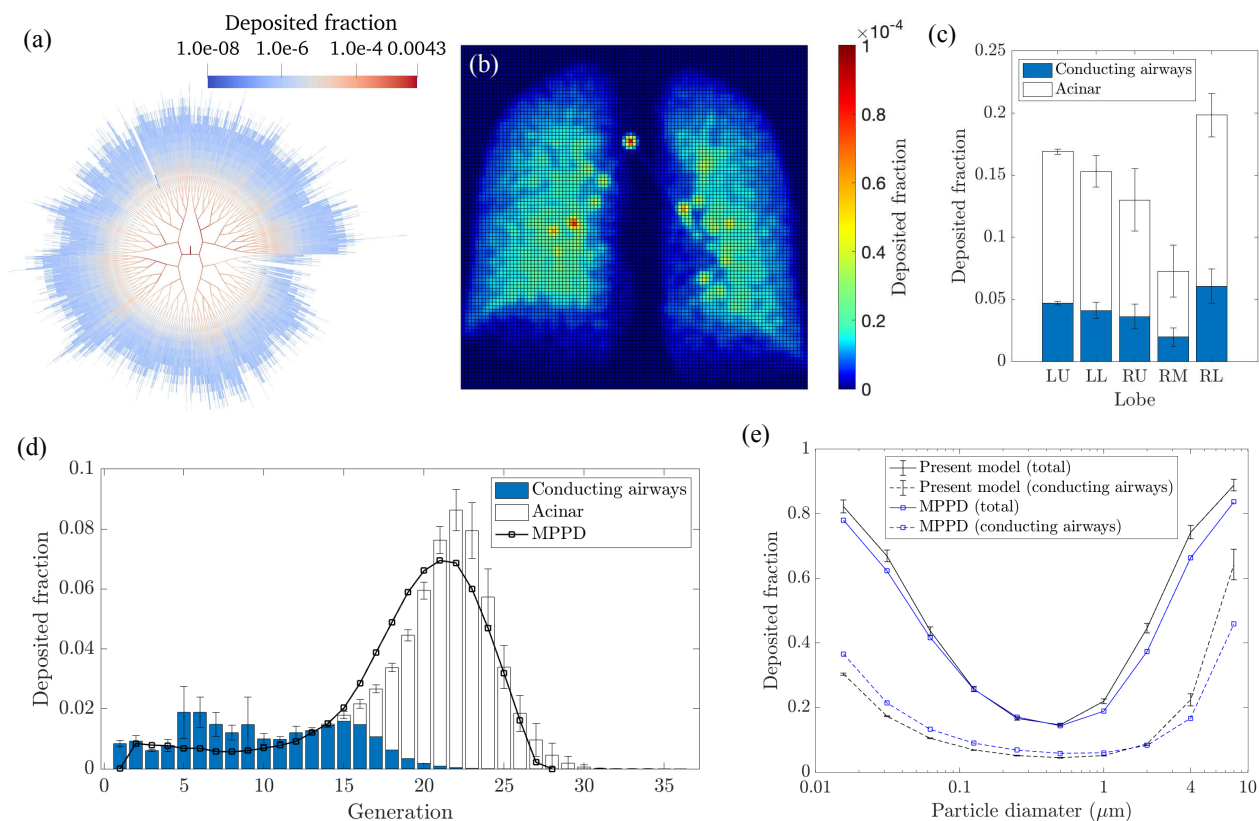 (a)
Deposited fraction
1.0e-08 1.0e-6 1.0e-4 0.0043
(b)
×10⁻⁴
1
0.8
0.6
0.4
0.2
0
Deposited fraction
(c)
0.25
0.2
0.15
0.1
0.05
0
Deposited fraction
Conducting airways
Acinar
LU LL RU RM RL
Lobe
(d)
0.1
0.08
0.06
0.04
0.02
0
Deposited fraction
Conducting airways
Acinar
MPPD
0 5 10 15 20 25 30 35
Generation
(e)
1
0.8
0.6
0.4
0.2
0
Deposited fraction
Present model (total)
Present model (conducting airways)
MPPD (total)
MPPD (conducting airways)
0.01 0.1 1 4 10
Particle diamater (μm)